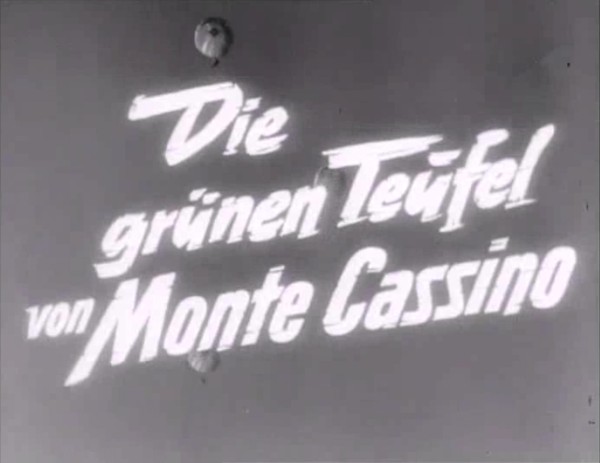 Die
grünen Teufel
von Monte Cassino